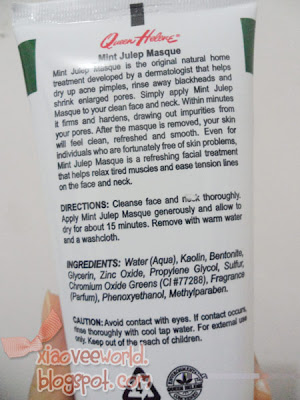 Queen Helene
Mint Julep Masque
Mint Julep Masque is the original natural home
treatment developed by a dermatologist that helps
dry up acne pimples, rinse away blackheads and
shrink enlarged pores. Simply apply Mint Julep
Masque to your clean face and neck. Within minutes
it firms and hardens, drawing out impurities from
your pores. After the masque is removed, your skin
will feel clean, refreshed and smooth. Even for
individuals who are fortunately free of skin problems,
Mint Julep Masque is a refreshing facial treatment
that helps relax tired muscles and ease tension lines
on the face and neck.
DIRECTIONS: Cleanse face and neck thoroughly.
Apply Mint Julep Masque generously and allow to
dry for about 15 minutes. Remove with warm water
and a washcloth.
INGREDIENTS: Water (Aqua), Kaolin, Bentonite,
Glycerin, Zinc Oxide, Propylene Glycol, Sulfur,
Chromium Oxide Greens (CI #77288), Fragrance
(Parfum), Phenoxyethanol, Methylparaben.
CAUTION: Avoid contact with eyes. If contact occurs,
rinse thoroughly with cool tap water. For external use
only. Keep out of the reach of children.
xiaoveeworld.
blogspot.com